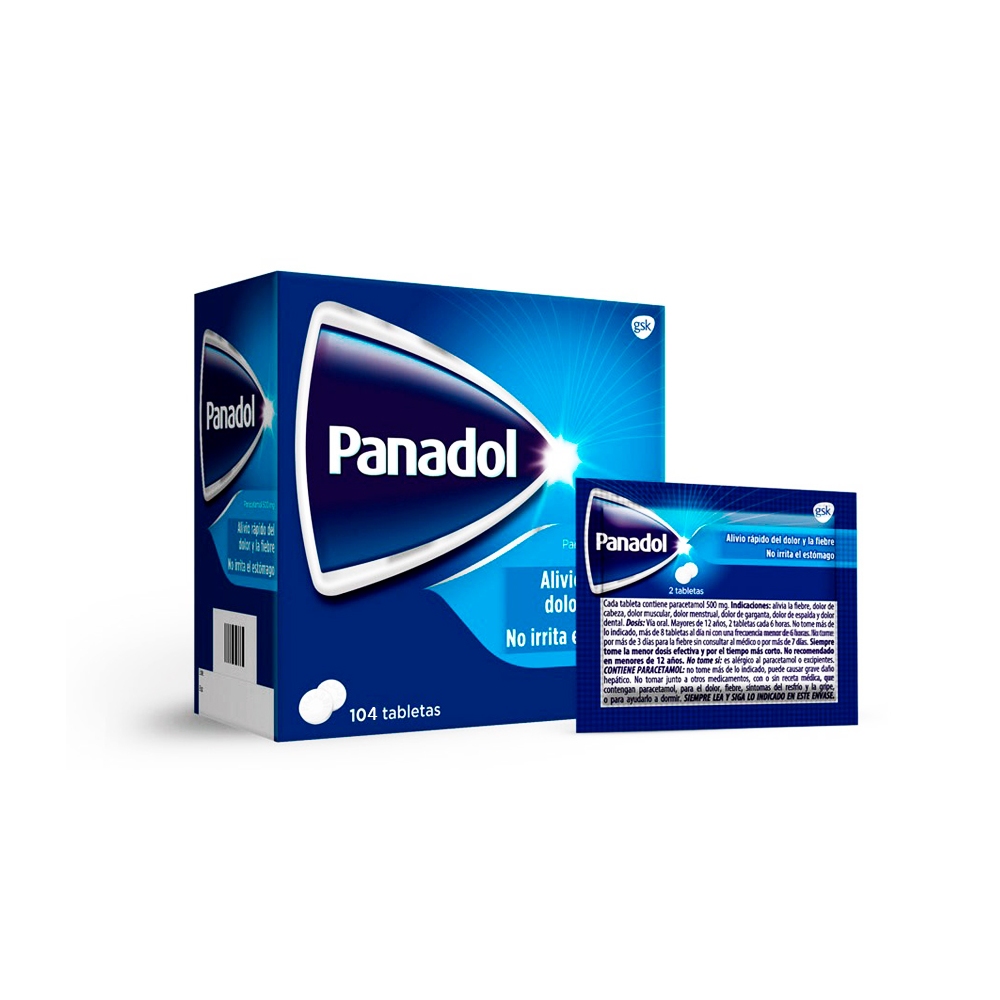 gsk
Panadol
Panadol
Paracetamol 500 mg
Alivio rápido del
dolor y la fiebre
No irrita el estómago
Alivi
dolo
No irrita e
104 tabletas
gsk
Panadol
Alivio rápido del dolor y la fiebre
No irrita el estómago
2 tabletas
Cada tableta contiene paracetamol 500 mg. Indicaciones: alivia la fiebre, dolor de
cabeza, dolor muscular, dolor menstrual, dolor de garganta, dolor de espalda y dolor
dental. Dosis: Vía oral. Mayores de 12 años, 2 tabletas cada 6 horas. No tome más de
lo indicado, más de 8 tabletas al día ni con una frecuencia menor de 6 horas. No tome
por más de 3 días para la fiebre sin consultar al médico o por más de 7 días. Siempre
tome la menor dosis efectiva y por el tiempo más corto. No recomendado
en menores de 12 años. No tome si: es alérgico al paracetamol o excipientes.
CONTIENE PARACETAMOL: no tome más de lo indicado, puede causar grave daño
hepático. No tomar junto a otros medicamentos, con o sin receta médica, que
contengan paracetamol, para el dolor, fiebre, síntomas del resfrío y la gripe,
o para ayudarlo a dormir. SIEMPRE LEA Y SIGA LO INDICADO EN ESTE ENVASE.